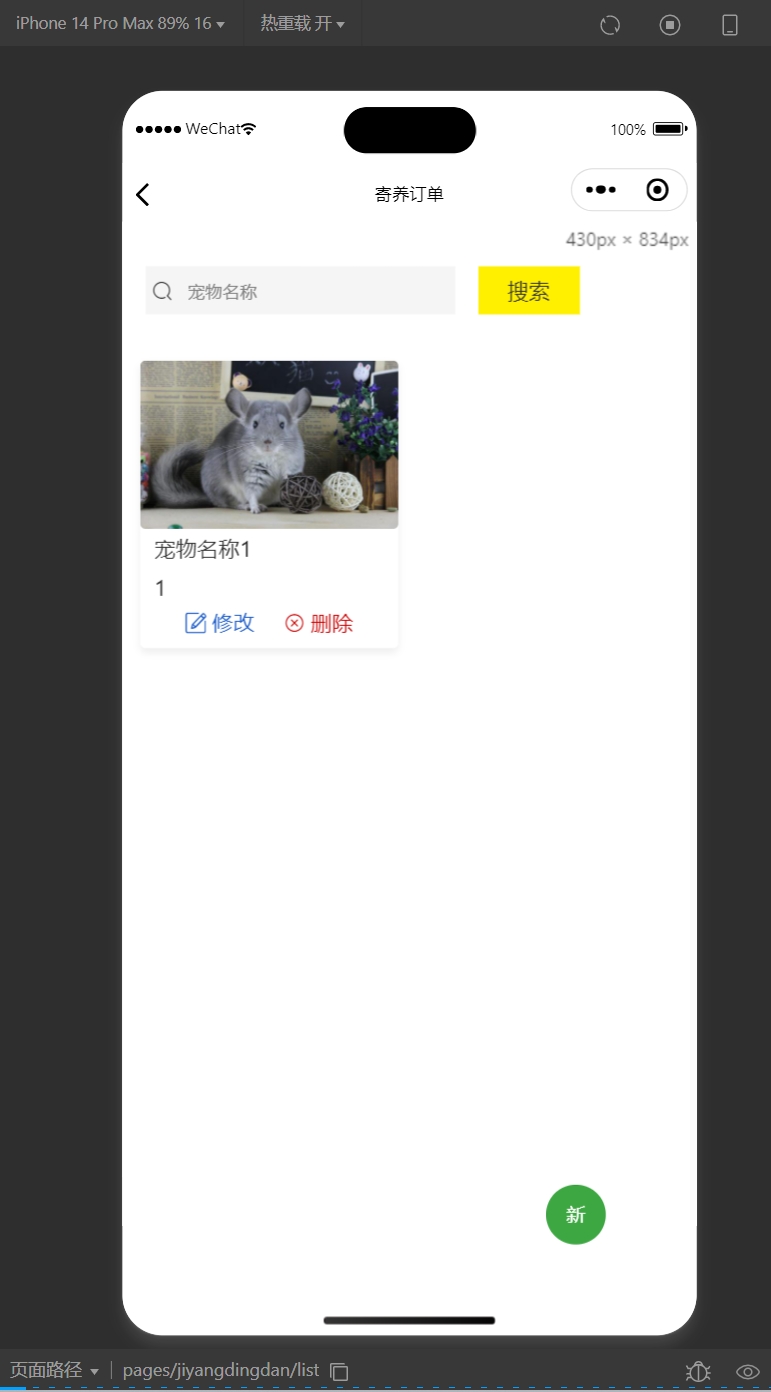 iPhone 14 Pro Max 89% 16 热重载 开
WeChat 100%
寄养订单
430px × 834px
宠物名称 搜索
宠物名称1
1
修改 删除
新
页面路径 pages/jiyangdingdan/list